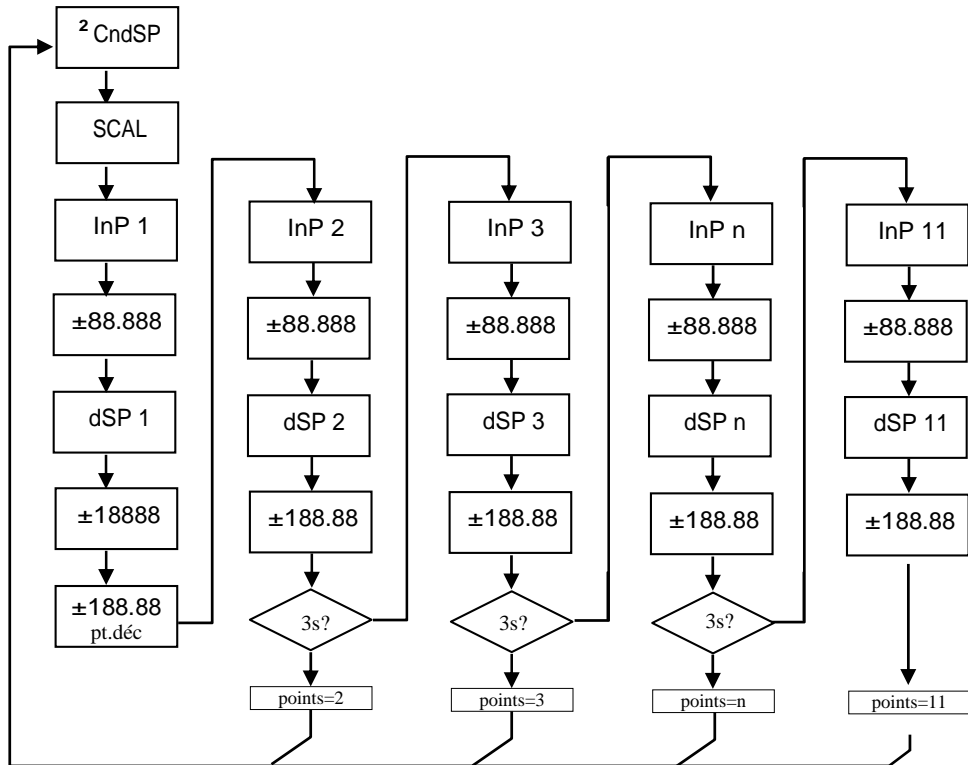 ² CndSP
SCAL
InP 1
±88.888
dSP 1
±18888
±188.88
pt.déc
InP 2
±88.888
dSP 2
±188.88
3s?
points=2
InP 3
±88.888
dSP 3
±188.88
3s?
points=3
InP n
±88.888
dSP n
±188.88
3s?
points=n
InP 11
±88.888
dSP 11
±188.88
points=11